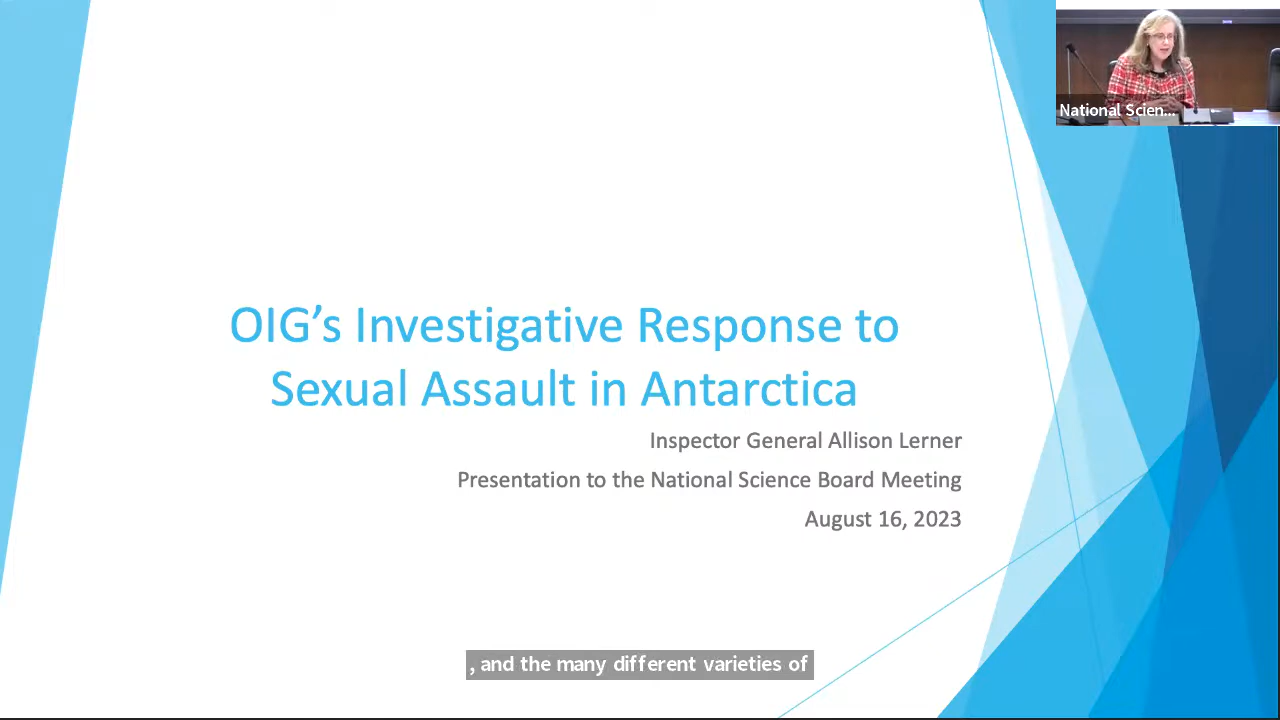 National Scien...
OIG’s Investigative Response to
Sexual Assault in Antarctica
Inspector General Allison Lerner
Presentation to the National Science Board Meeting
August 16, 2023
, and the many different varieties of